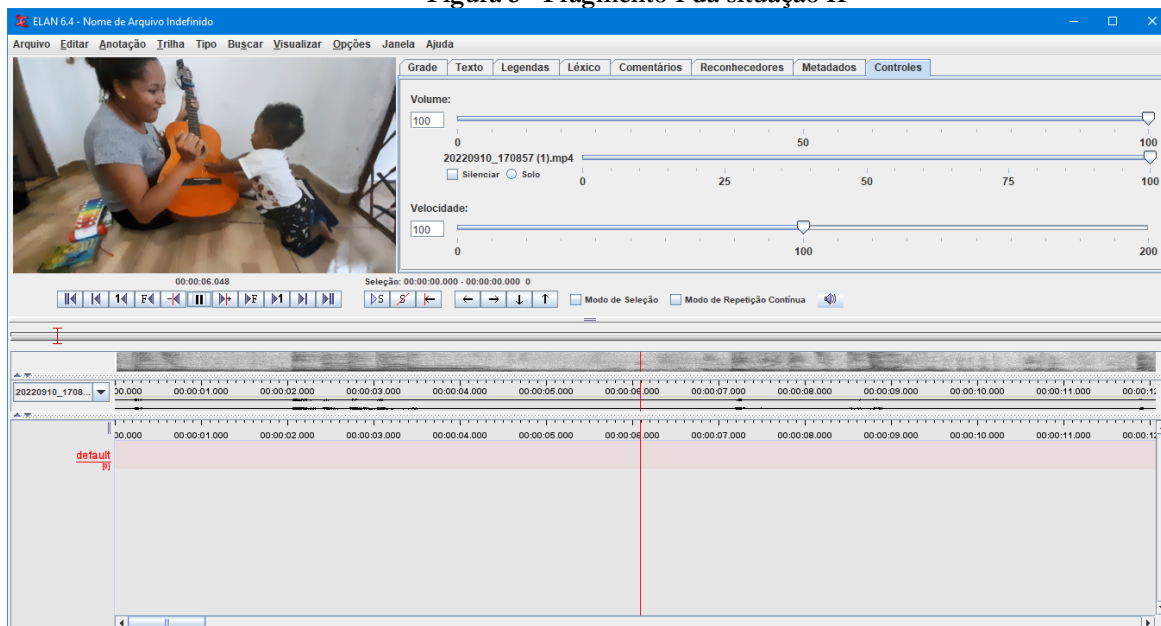 ELAN 6.4 - Nome de Arquivo Indefinido
Arquivo Editar Anotação Trilha Tipo Buscar Visualizar Opções Janela Ajuda
Grade Texto Legendas Léxico Comentários Reconhecedores Metadados Controles
Volume:
100
0 50 100
20220910_170857 (1).mp4
Silenciar Solo
0 25 50 75 100
Velocidade:
100
0 100 200
00:00:06.048 Seleção: 00:00:00.000 - 00:00:00.000 0
1 F F 1 S S Modo de Seleção Modo de Repetição Contínua
20220910_1708... 00.000 00:00:01.000 00:00:02.000 00:00:03.000 00:00:04.000 00:00:05.000 00:00:06.000 00:00:07.000 00:00:08.000 00:00:09.000 00:00:10.000 00:00:11.000 00:00:1
00.000 00:00:01.000 00:00:02.000 00:00:03.000 00:00:04.000 00:00:05.000 00:00:06.000 00:00:07.000 00:00:08.000 00:00:09.000 00:00:10.000 00:00:11.000 00:00:1
default
[0]